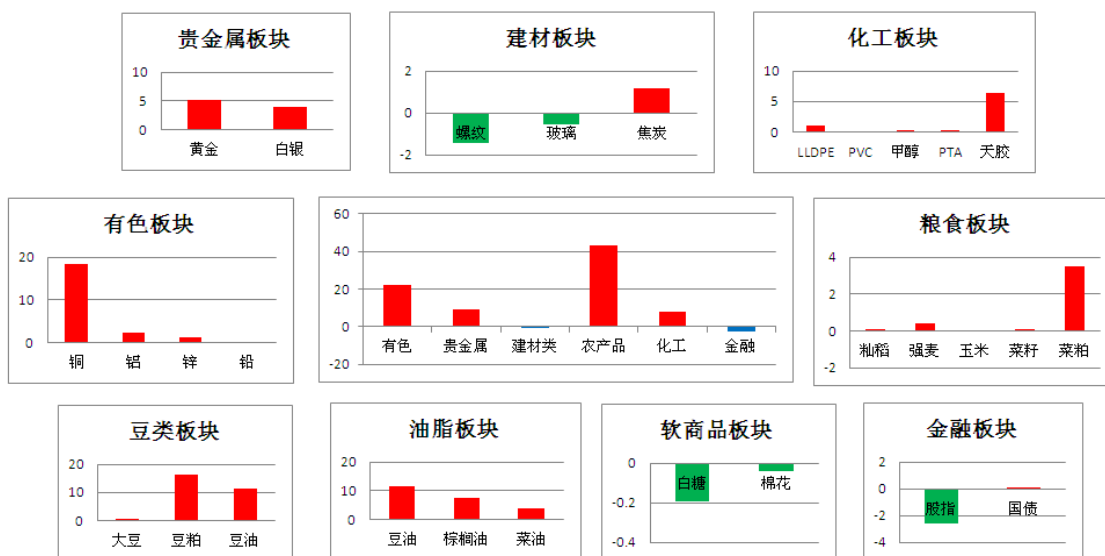 贵金属板块
10
5
0
黄金 白银
建材板块
2
0
-2
螺纹 玻璃 焦炭
化工板块
10
5
0
LLDPE PVC 甲醇 PTA 天胶
有色板块
20
10
0
铜 铝 锌 铅
60
40
20
0
-20
有色 贵金属 建材类 农产品 化工 金融
粮食板块
4
2
0
-2
籼稻 强麦 玉米 菜籽 菜粕
豆类板块
20
10
0
大豆 豆粕 豆油
油脂板块
20
10
0
豆油 棕榈油 菜油
软商品板块
0
-0.2
-0.4
白糖 棉花
金融板块
2
0
-2
-4
股指 国债